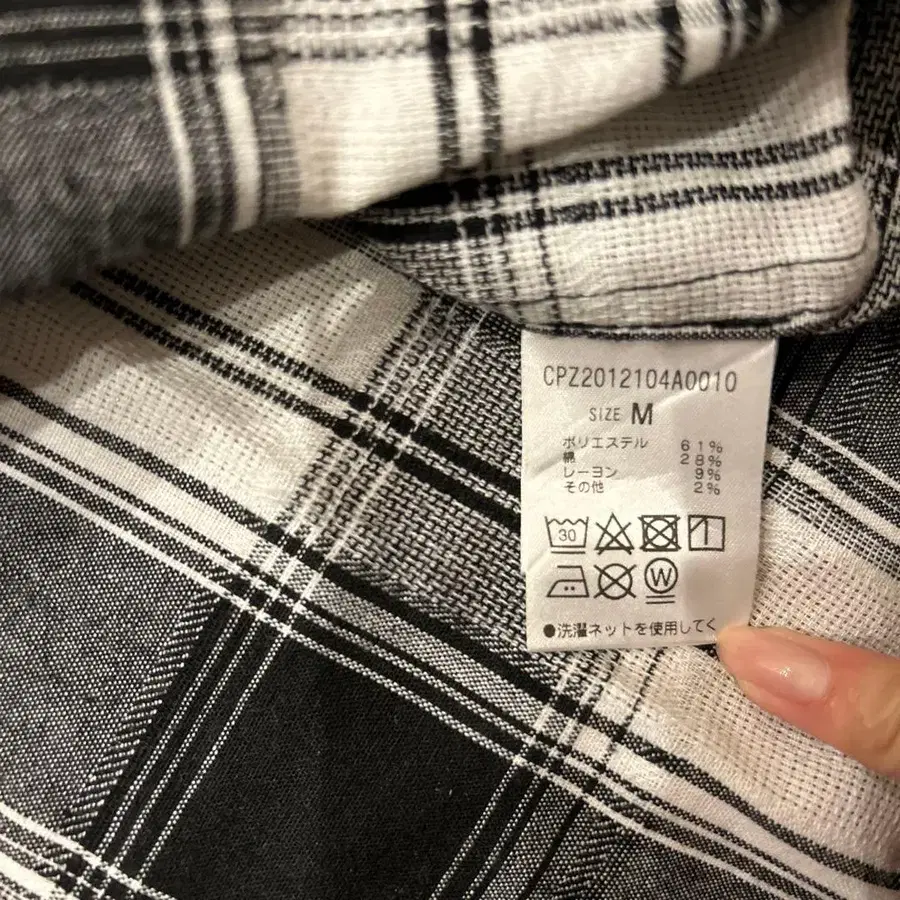 CPZ2012104A0010
SIZE M
ポリエステル 61%
綿 28%
レーヨン 9%
その他 2%
30
W
●洗濯ネットを使用してく